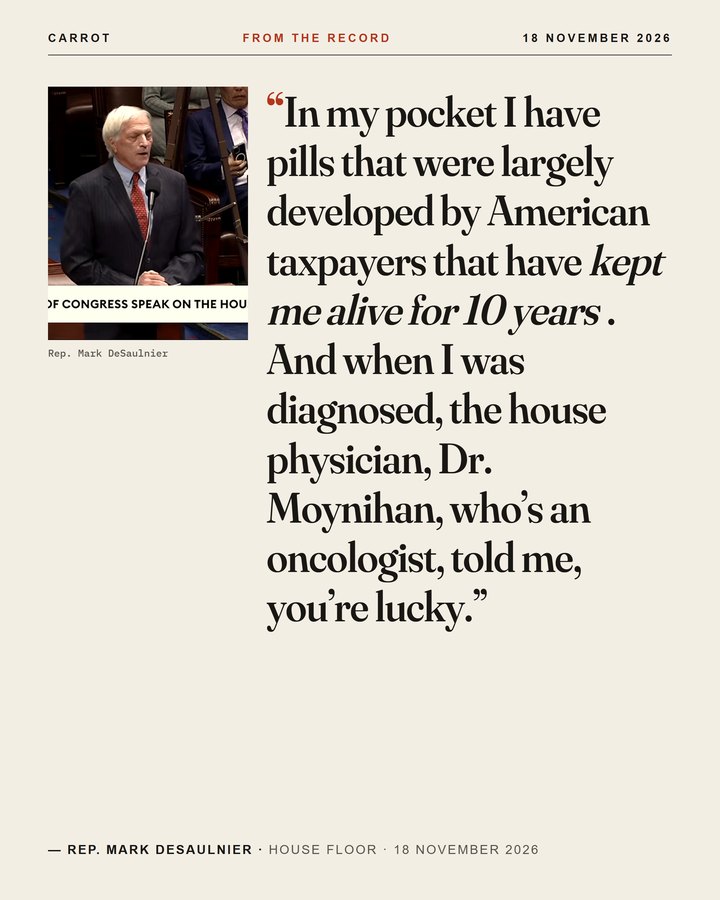 CARROT
FROM THE RECORD
18 NOVEMBER 2026
OF CONGRESS SPEAK ON THE HOU
Rep. Mark DeSaulnier
“In my pocket I have
pills that were largely
developed by American
taxpayers that have kept
me alive for 10 years .
And when I was
diagnosed, the house
physician, Dr.
Moynihan, who’s an
oncologist, told me,
you’re lucky.”
— REP. MARK DESAULNIER · HOUSE FLOOR · 18 NOVEMBER 2026